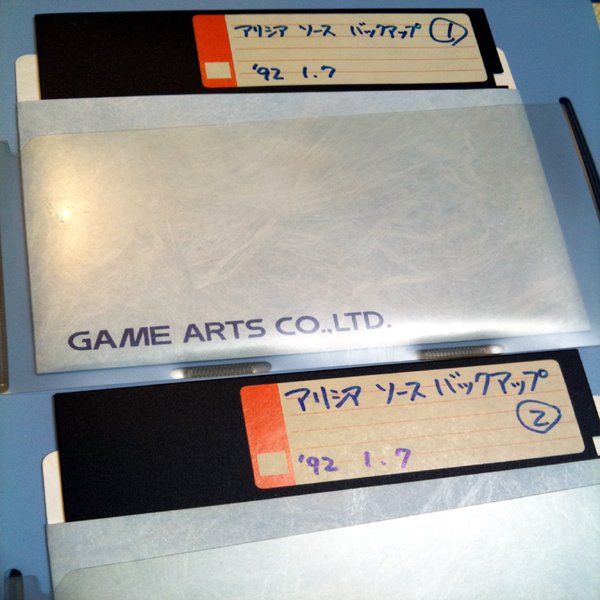 アリシア ソース バックアップ ①
'92 1.7
GAME ARTS CO.,LTD.
アリシア ソース バックアップ
②
'92 1.7